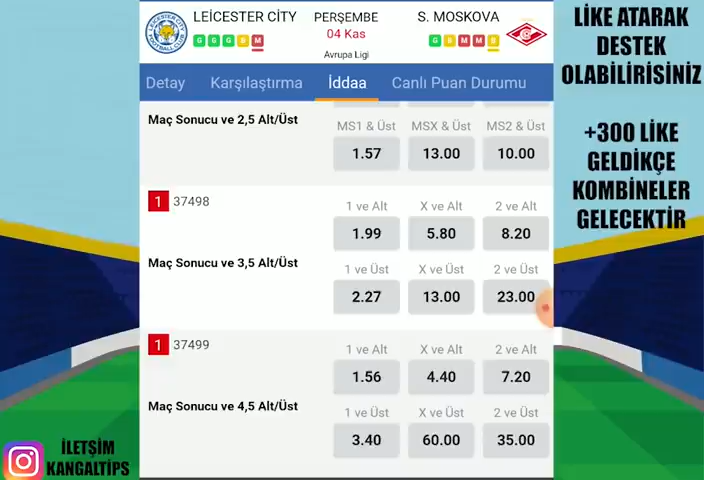 LEİCESTER CITY
PERŞEMBE
S. MOSKOVA
04 Kas
G G G B M
G B M M B
Avrupa Ligi
Detay Karşılaştırma İddaa Canlı Puan Durumu
Maç Sonucu ve 2,5 Alt/Üst
MS1 & Üst MSX & Üst MS2 & Üst
1.57 13.00 10.00
1 37498
1 ve Alt X ve Alt 2 ve Alt
1.99 5.80 8.20
Maç Sonucu ve 3,5 Alt/Üst
1 ve Üst X ve Üst 2 ve Üst
2.27 13.00 23.00
1 37499
1 ve Alt X ve Alt 2 ve Alt
1.56 4.40 7.20
Maç Sonucu ve 4,5 Alt/Üst
1 ve Üst X ve Üst 2 ve Üst
3.40 60.00 35.00
LİKE ATARAK
DESTEK
OLABİLİRİSİNİZ
+300 LİKE
GELDİKÇE
KOMBİNELER
GELECEKTİR
İLETŞİM
KANGALTİPS